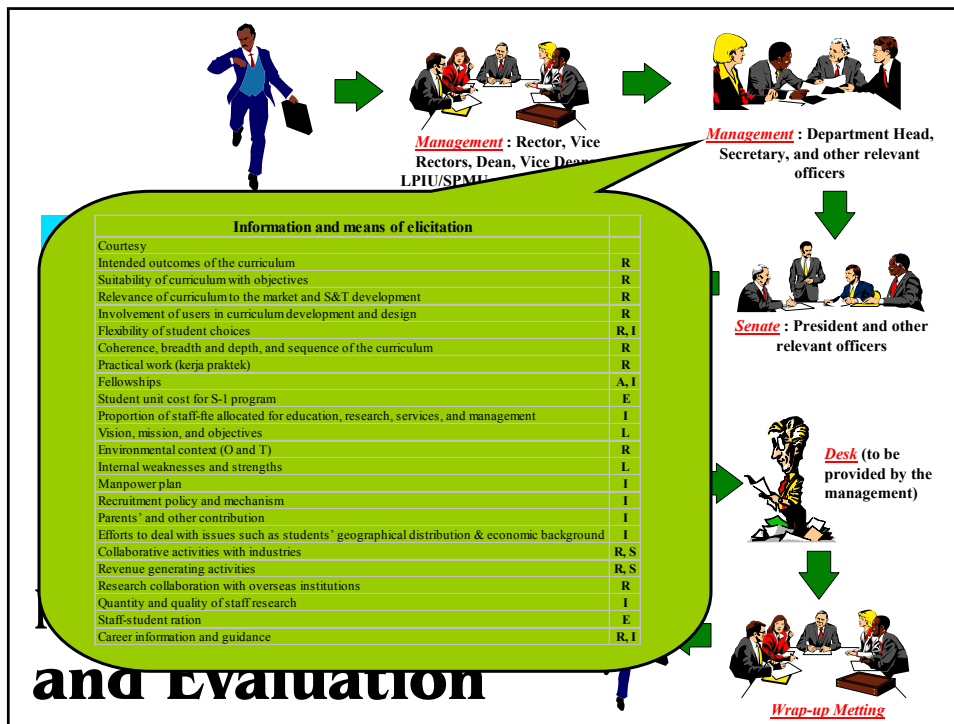 Management : Rector, Vice
Rectors, Dean, Vice Deans
LPIU/SPMU
Management : Department Head,
Secretary, and other relevant
officers
Information and means of elicitation
Courtesy
Intended outcomes of the curriculum R
Suitability of curriculum with objectives R
Relevance of curriculum to the market and S&T development R
Involvement of users in curriculum development and design R
Flexibility of student choices R, I
Coherence, breadth and depth, and sequence of the curriculum R
Practical work (kerja praktek) R
Fellowships A, I
Student unit cost for S-1 program E
Proportion of staff-fte allocated for education, research, services, and management I
Vision, mission, and objectives L
Environmental context (O and T) R
Internal weaknesses and strengths L
Manpower plan I
Recruitment policy and mechanism I
Parents’ and other contribution I
Efforts to deal with issues such as students’ geographical distribution & economic background I
Collaborative activities with industries R, S
Revenue generating activities R, S
Research collaboration with overseas institutions R
Quantity and quality of staff research I
Staff-student ration E
Career information and guidance R, I
Senate : President and other
relevant officers
Desk (to be
provided by the
management)
Wrap-up Metting
and Evaluation